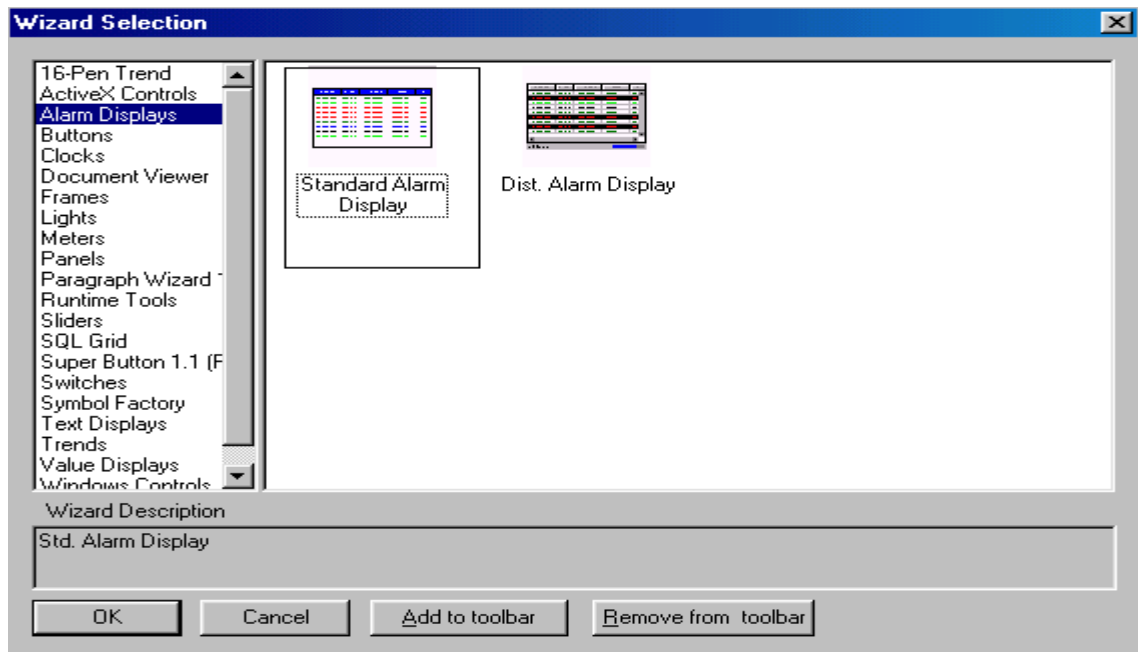 Wizard Selection
16-Pen Trend
ActiveX Controls
Alarm Displays
Buttons
Clocks
Document Viewer
Frames
Lights
Meters
Panels
Paragraph Wizard
Runtime Tools
Sliders
SQL Grid
Super Button 1.1 (F
Switches
Symbol Factory
Text Displays
Trends
Value Displays
Windows Controls
Standard Alarm
Display
Dist. Alarm Display
Wizard Description
Std. Alarm Display
OK
Cancel
Add to toolbar
Remove from toolbar